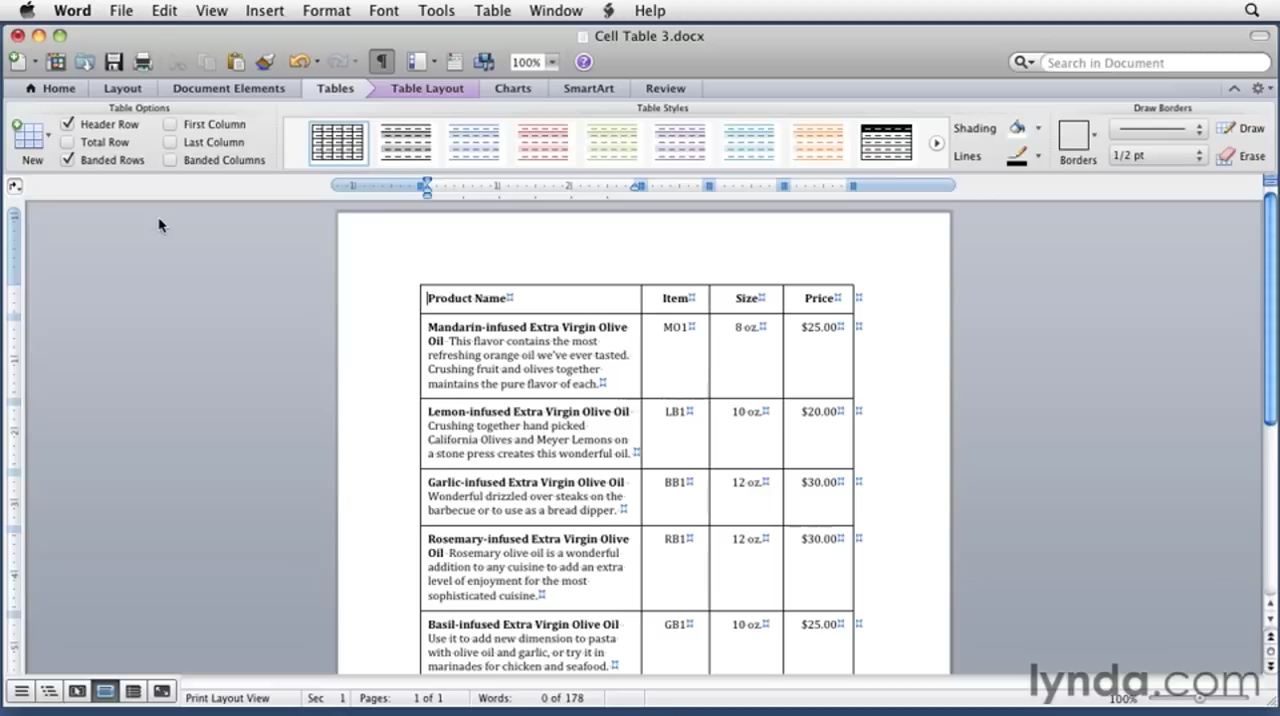 Word File Edit View Insert Format Font Tools Table Window Help
Cell Table 3.docx
100% Search in Document
Home Layout Document Elements Tables Table Layout Charts SmartArt Review
Table Options Table Styles Draw Borders
Header Row First Column Shading Draw
Total Row Last Column
New Banded Rows Banded Columns Lines Borders 1/2 pt Erase
Product Name Item Size Price
Mandarin-infused Extra Virgin Olive MO1 8 oz. $25.00
Oil This flavor contains the most
refreshing orange oil we've ever tasted.
Crushing fruit and olives together
maintains the pure flavor of each.
Lemon-infused Extra Virgin Olive Oil LB1 10 oz. $20.00
Crushing together hand picked
California Olives and Meyer Lemons on
a stone press creates this wonderful oil.
Garlic-infused Extra Virgin Olive Oil BB1 12 oz. $30.00
Wonderful drizzled over steaks on the
barbecue or to use as a bread dipper.
Rosemary-infused Extra Virgin Olive RB1 12 oz. $30.00
Oil Rosemary olive oil is a wonderful
addition to any cuisine to add an extra
level of enjoyment for the most
sophisticated cuisine.
Basil-infused Extra Virgin Olive Oil GB1 10 oz. $25.00
Use it to add new dimension to pasta
with olive oil and garlic, or try it in
marinades for chicken and seafood.
lynda.com
Print Layout View Sec 1 Pages: 1 of 1 Words: 0 of 178 100%